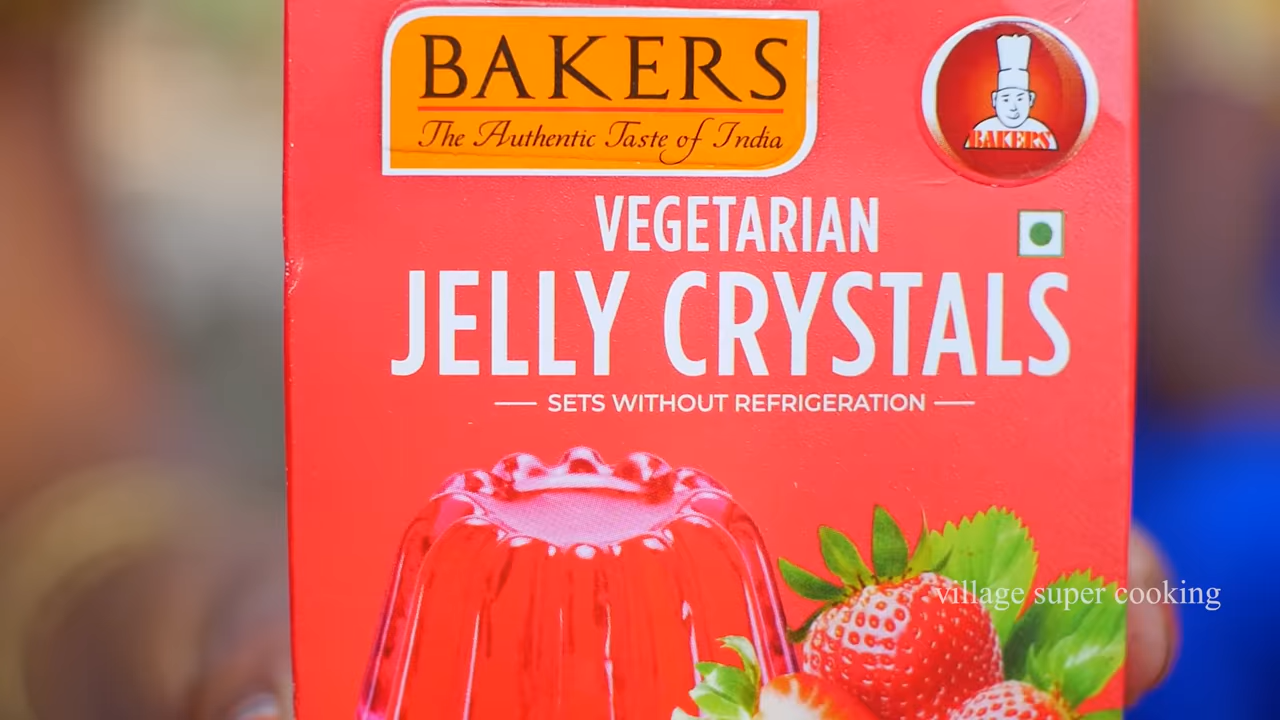 BAKERS
The Authentic Taste of India
BAKERS
VEGETARIAN
JELLY CRYSTALS
SETS WITHOUT REFRIGERATION
village super cooking